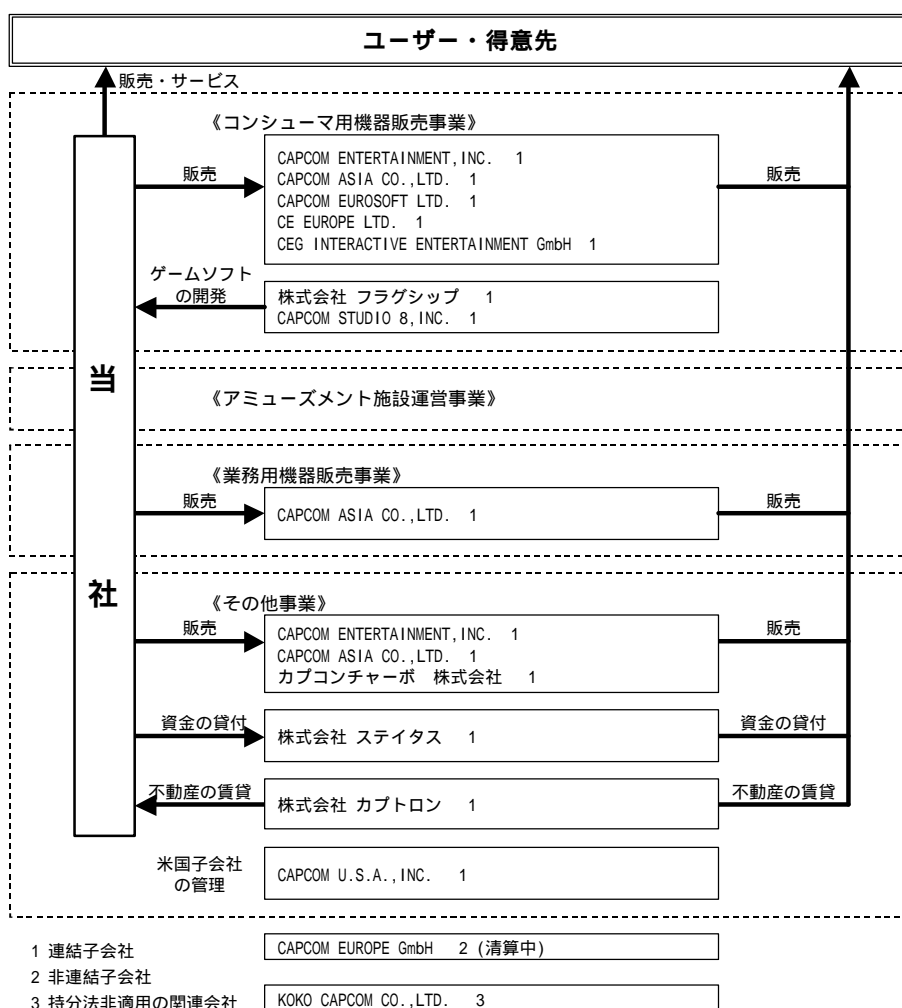 ユーザー・得意先
販売・サービス
《コンシューマ用機器販売事業》
販売
CAPCOM ENTERTAINMENT,INC. 1
CAPCOM ASIA CO.,LTD. 1
CAPCOM EUROSOFT LTD. 1
CE EUROPE LTD. 1
CEG INTERACTIVE ENTERTAINMENT GmbH 1
販売
ゲームソフト
の開発
株式会社 フラグシップ 1
CAPCOM STUDIO 8,INC. 1
当
社
《アミューズメント施設運営事業》
《業務用機器販売事業》
販売
CAPCOM ASIA CO.,LTD. 1
販売
《その他事業》
販売
CAPCOM ENTERTAINMENT,INC. 1
CAPCOM ASIA CO.,LTD. 1
カプコンチャーボ 株式会社 1
販売
資金の貸付
株式会社 ステイタス 1
資金の貸付
不動産の賃貸
株式会社 カプトロン 1
不動産の賃貸
米国子会社
の管理
CAPCOM U.S.A.,INC. 1
1 連結子会社
2 非連結子会社
3 持分法非適用の関連会社
CAPCOM EUROPE GmbH 2 (清算中)
KOKO CAPCOM CO.,LTD. 3